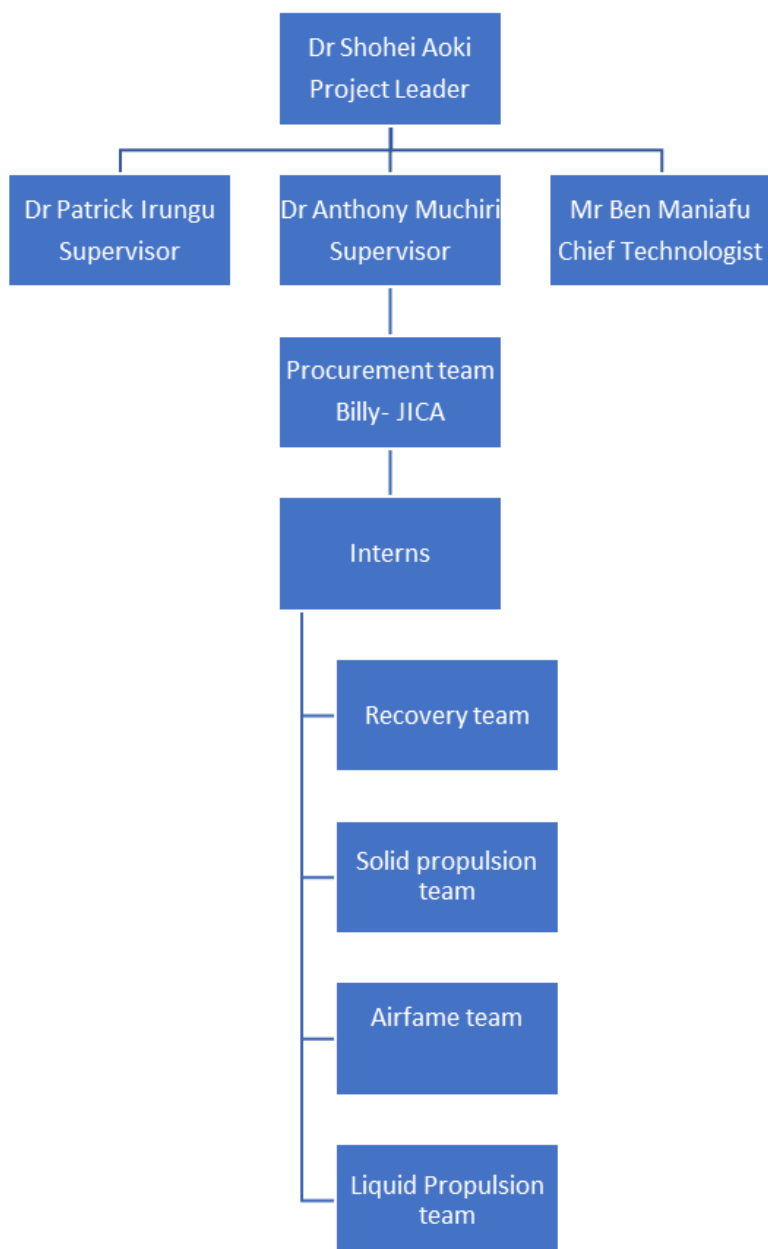 Dr Shohei Aoki
Project Leader
Dr Patrick Irungu
Supervisor
Dr Anthony Muchiri
Supervisor
Mr Ben Maniafu
Chief Technologist
Procurement team
Billy- JICA
Interns
Recovery team
Solid propulsion
team
Airfame team
Liquid Propulsion
team